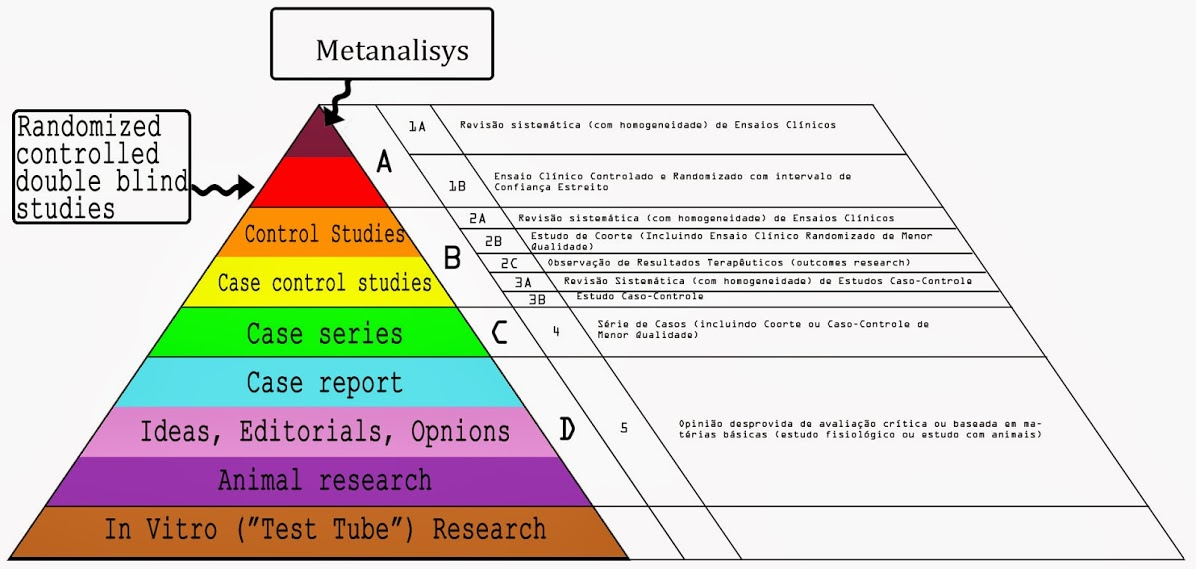 Metanalisys
Randomized
controlled
double blind
studies
A
1A
Revisão sistemática (com homogeneidade) de Ensaios Clínicos
1B
Ensaio Clínico Controlado e Randomizado com intervalo de
Confiança Estreito
Control Studies
Case control studies
B
2A
Revisão sistemática (com homogeneidade) de Ensaios Clínicos
2B
Estudo de Coorte (Incluindo Ensaio Clínico Randomizado de Menor
Qualidade)
2C
Observação de Resultados Terapêuticos (outcomes research)
3A
Revisão Sistemática (com homogeneidade) de Estudos Caso-Controle
3B
Estudo Caso-Controle
Case series
C
4
Série de Casos (incluindo Coorte ou Caso-Controle de
Menor Qualidade)
Case report
Ideas, Editorials, Opnions
Animal research
In Vitro ("Test Tube") Research
D
5
Opinião desprovida de avaliação crítica ou baseada em ma-
térias básicas (estudo fisiológico ou estudo com animais)